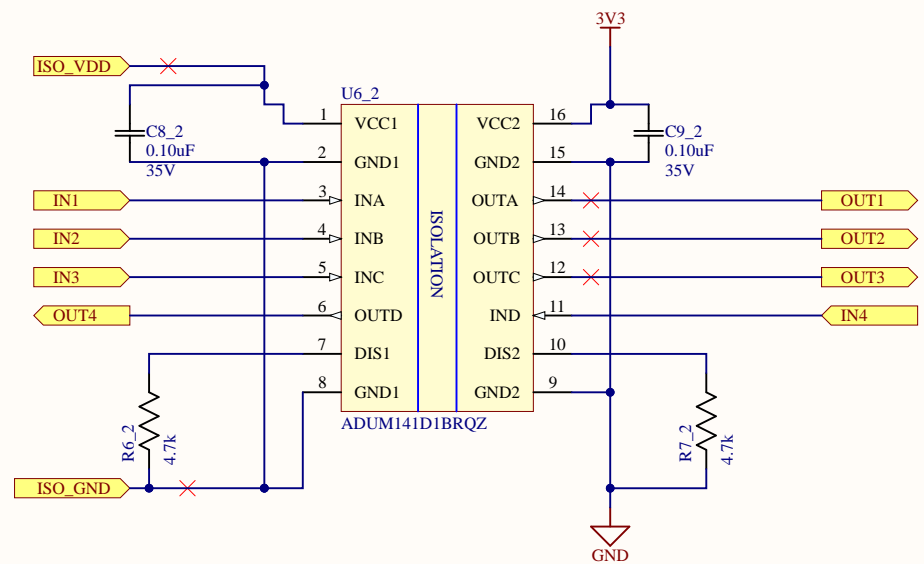 3V3
ISO_VDD
U6_2
1
VCC1
VCC2
16
C8_2
0.10uF
35V
C9_2
0.10uF
35V
2
GND1
GND2
15
IN1
3
INA
OUTA
14
OUT1
IN2
4
INB
OUTB
13
OUT2
ISOLATION
IN3
5
INC
OUTC
12
OUT3
OUT4
6
OUTD
IND
11
IN4
7
DIS1
DIS2
10
8
GND1
GND2
9
ADUM141D1BRQZ
R6_2
4.7k
R7_2
4.7k
ISO_GND
GND